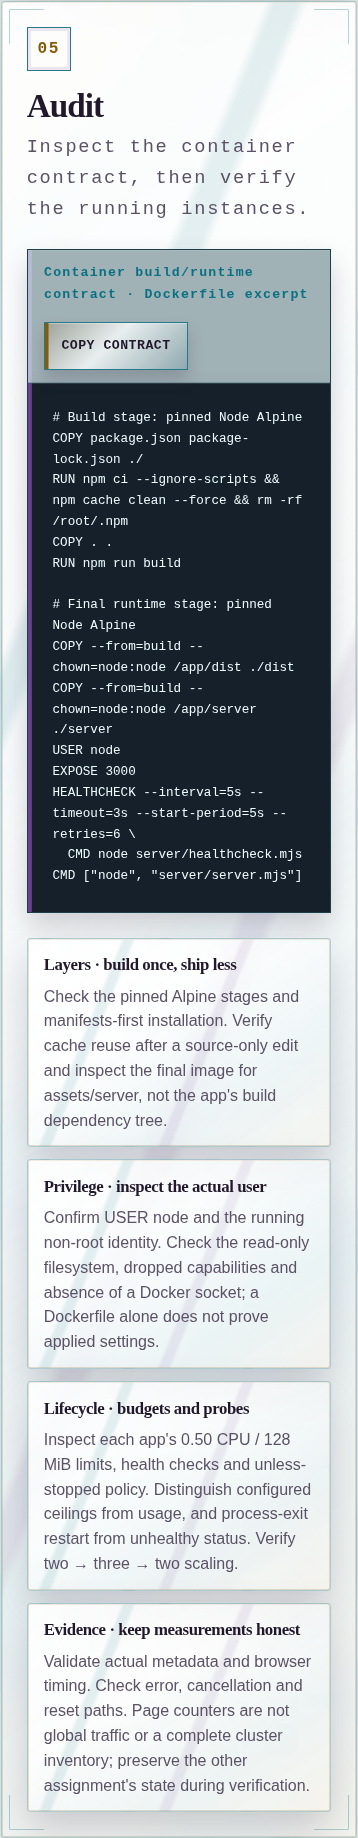 05
Audit
Inspect the container
contract, then verify
the running instances.
Container build/runtime
contract · Dockerfile excerpt
COPY CONTRACT
# Build stage: pinned Node Alpine
COPY package.json package-
lock.json ./
RUN npm ci --ignore-scripts &&
npm cache clean --force && rm -rf
/root/.npm
COPY . .
RUN npm run build

# Final runtime stage: pinned
Node Alpine
COPY --from=build --
chown=node:node /app/dist ./dist
COPY --from=build --
chown=node:node /app/server
./server
USER node
EXPOSE 3000
HEALTHCHECK --interval=5s --
timeout=3s --start-period=5s --
retries=6 \
  CMD node server/healthcheck.mjs
CMD ["node", "server/server.mjs"]
Layers · build once, ship less
Check the pinned Alpine stages and
manifests-first installation. Verify
cache reuse after a source-only edit
and inspect the final image for
assets/server, not the app's build
dependency tree.
Privilege · inspect the actual user
Confirm USER node and the running
non-root identity. Check the read-only
filesystem, dropped capabilities and
absence of a Docker socket; a
Dockerfile alone does not prove
applied settings.
Lifecycle · budgets and probes
Inspect each app's 0.50 CPU / 128
MiB limits, health checks and unless-
stopped policy. Distinguish configured
ceilings from usage, and process-exit
restart from unhealthy status. Verify
two → three → two scaling.
Evidence · keep measurements honest
Validate actual metadata and browser
timing. Check error, cancellation and
reset paths. Page counters are not
global traffic or a complete cluster
inventory; preserve the other
assignment's state during verification.